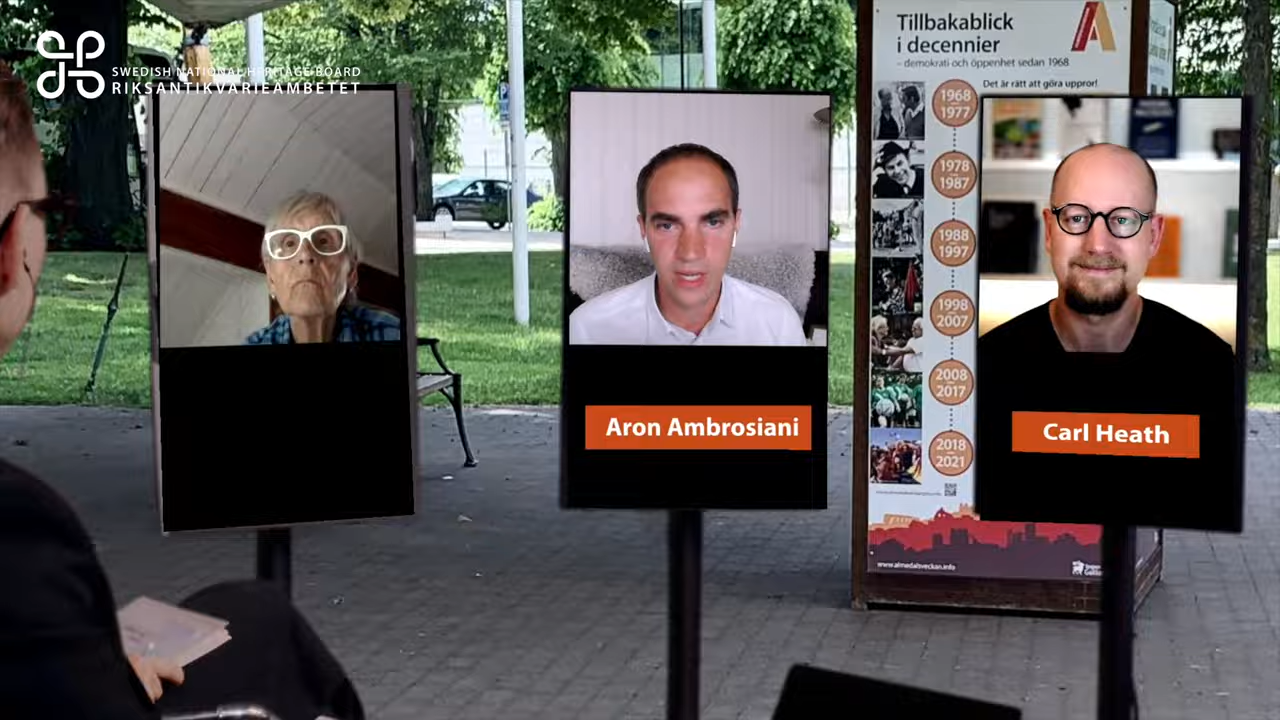 SWEDISH NATIONAL HERITAGE BOARD
RIKSANTIKVARIEÄMBETET
Tillbakablick
i decennier
– demokrati och öppenhet sedan 1968
Det är rätt att göra uppror!
1968
1977
1978
1987
1988
1997
1998
2007
2008
2017
2018
2021
Aron Ambrosiani
Carl Heath
www.almedalsveckan.info